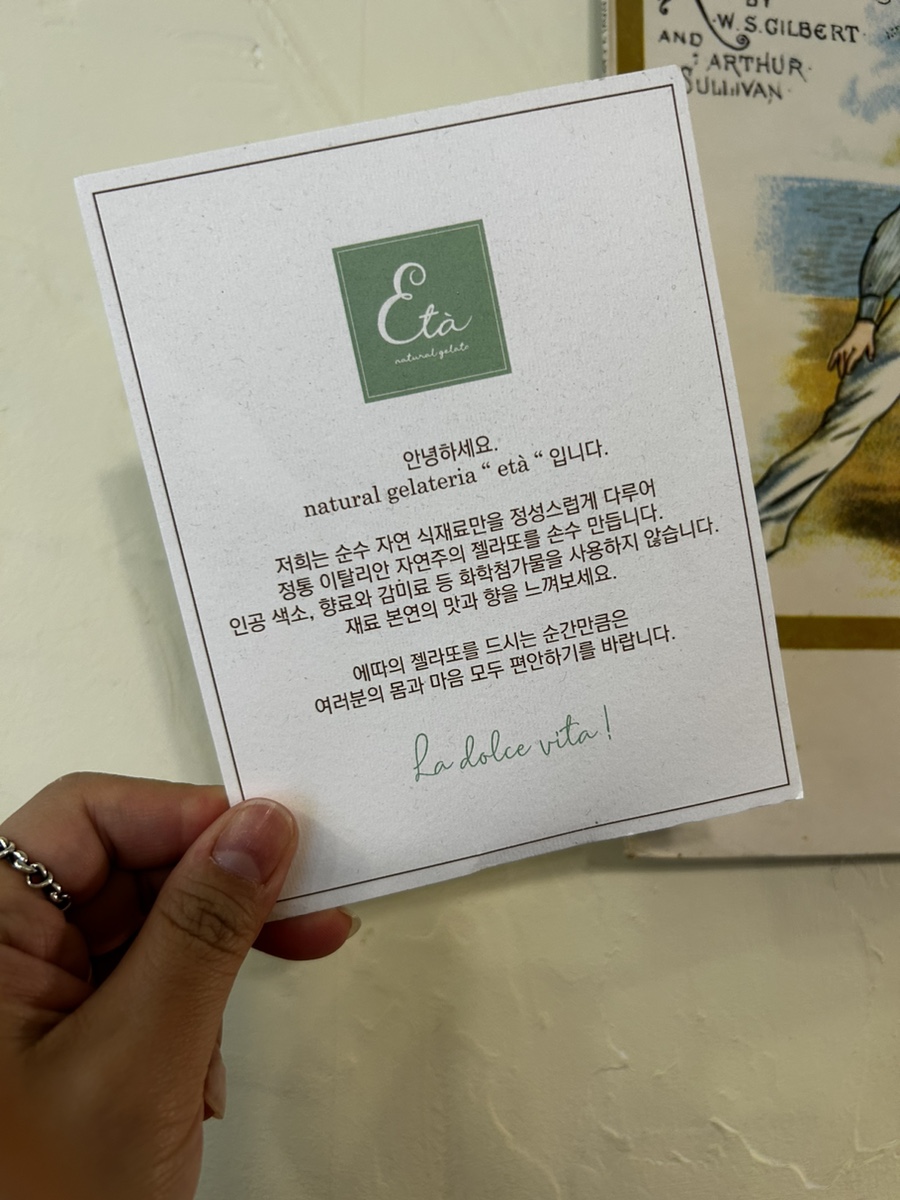 BY
W.S.GILBERT
AND
ARTHUR
SULLIVAN
Età
natural gelato
안녕하세요.
natural gelateria “ età “ 입니다.
저희는 순수 자연 식재료만을 정성스럽게 다루어
정통 이탈리안 자연주의 젤라또를 손수 만듭니다.
인공 색소, 향료와 감미료 등 화학첨가물을 사용하지 않습니다.
재료 본연의 맛과 향을 느껴보세요.
에따의 젤라또를 드시는 순간만큼은
여러분의 몸과 마음 모두 편안하기를 바랍니다.
La dolce vita !